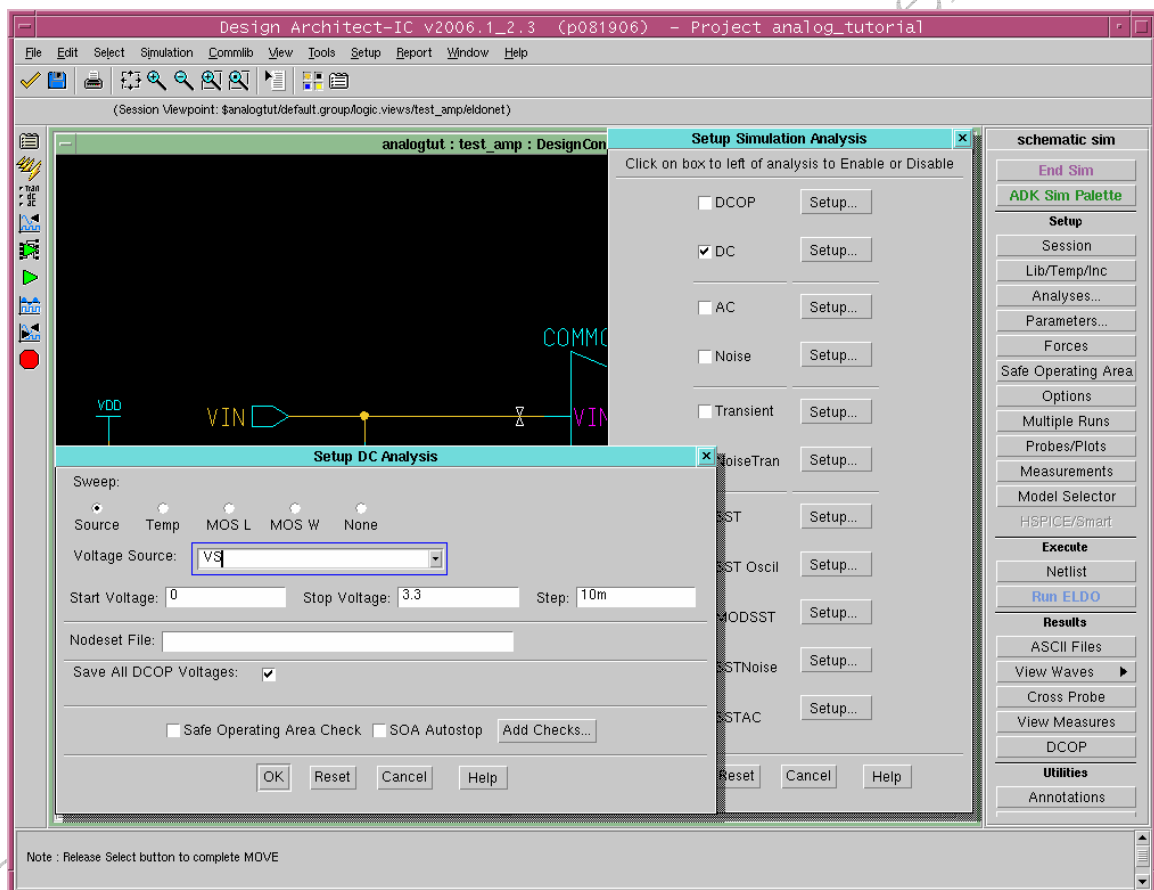 Design Architect-IC v2006.1_2.3 (p081906) - Project analog_tutorial
File Edit Select Simulation Commlib View Tools Setup Report Window Help
(Session Viewpoint: $analogtut/default.group/logic.views/test_amp/eldonet)
analogtut : test_amp : DesignCon
VDD
VIN
COMMO
VIN
Setup Simulation Analysis
Click on box to left of analysis to Enable or Disable
DCOP Setup...
DC Setup...
AC Setup...
Noise Setup...
Transient Setup...
NoiseTran Setup...
SST Setup...
SST Oscil Setup...
MODSST Setup...
SSTNoise Setup...
SSTAC Setup...
Reset Cancel Help
Setup DC Analysis
Sweep:
Source Temp MOS L MOS W None
Voltage Source: VS
Start Voltage: 0 Stop Voltage: 3.3 Step: 10m
Nodeset File:
Save All DCOP Voltages:
Safe Operating Area Check SOA Autostop Add Checks...
OK Reset Cancel Help
schematic sim
End Sim
ADK Sim Palette
Setup
Session
Lib/Temp/Inc
Analyses...
Parameters...
Forces
Safe Operating Area
Options
Multiple Runs
Probes/Plots
Measurements
Model Selector
HSPICE/Smart
Execute
Netlist
Run ELDO
Results
ASCII Files
View Waves
Cross Probe
View Measures
DCOP
Utilities
Annotations
Note : Release Select button to complete MOVE